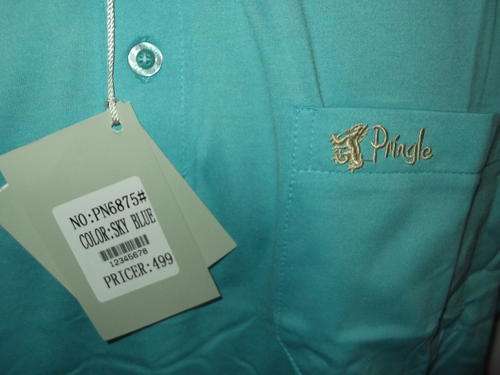 Pringle
NO:PN6875#
COLOR:SKY BLUE
12345678
PRICER:499